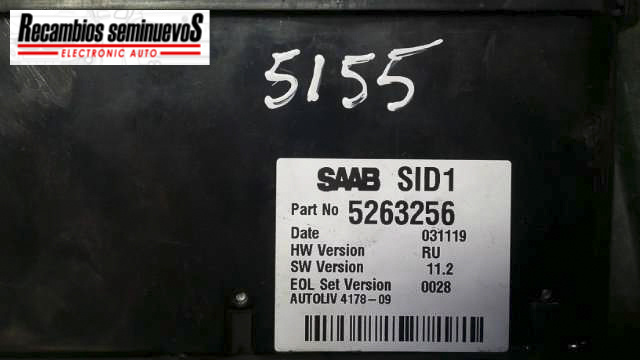 Recambios seminuevoS
ELECTRONIC AUTO
5155
SAAB SID1
Part No 5263256
Date 031119
HW Version RU
SW Version 11.2
EOL Set Version 0028
AUTOLIV 4178-09